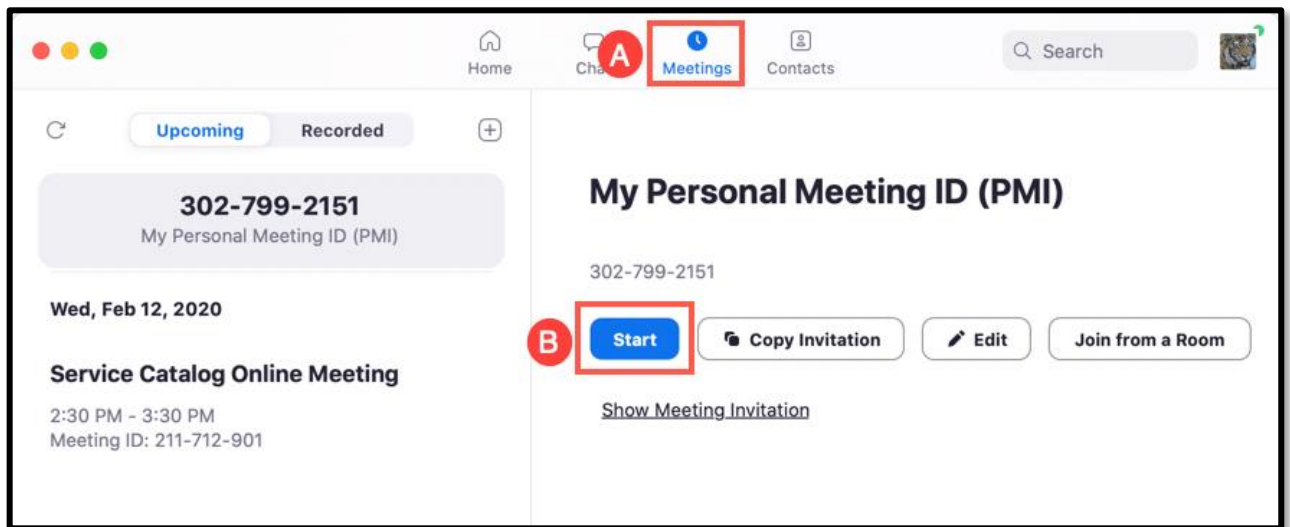 Home
Cha
A
Meetings
Contacts
Search
Upcoming
Recorded
302-799-2151
My Personal Meeting ID (PMI)
Wed, Feb 12, 2020
Service Catalog Online Meeting
2:30 PM - 3:30 PM
Meeting ID: 211-712-901
My Personal Meeting ID (PMI)
302-799-2151
B
Start
Copy Invitation
Edit
Join from a Room
Show Meeting Invitation